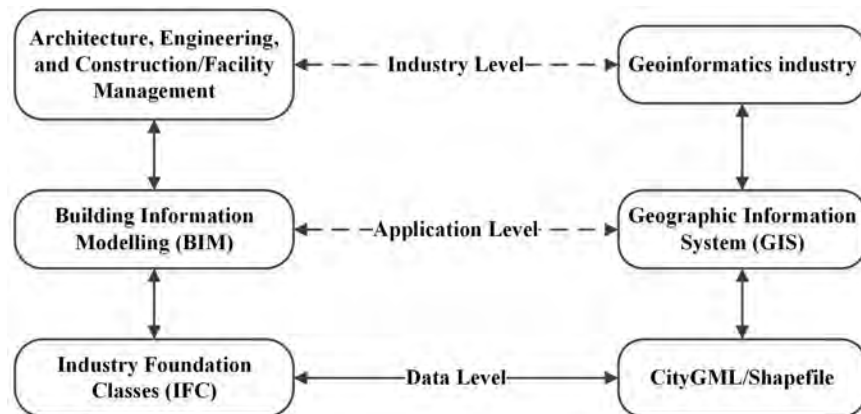 Architecture, Engineering,
and Construction/Facility
Management
Industry Level
Geoinformatics industry
Building Information
Modelling (BIM)
Application Level
Geographic Information
System (GIS)
Industry Foundation
Classes (IFC)
Data Level
CityGML/Shapefile